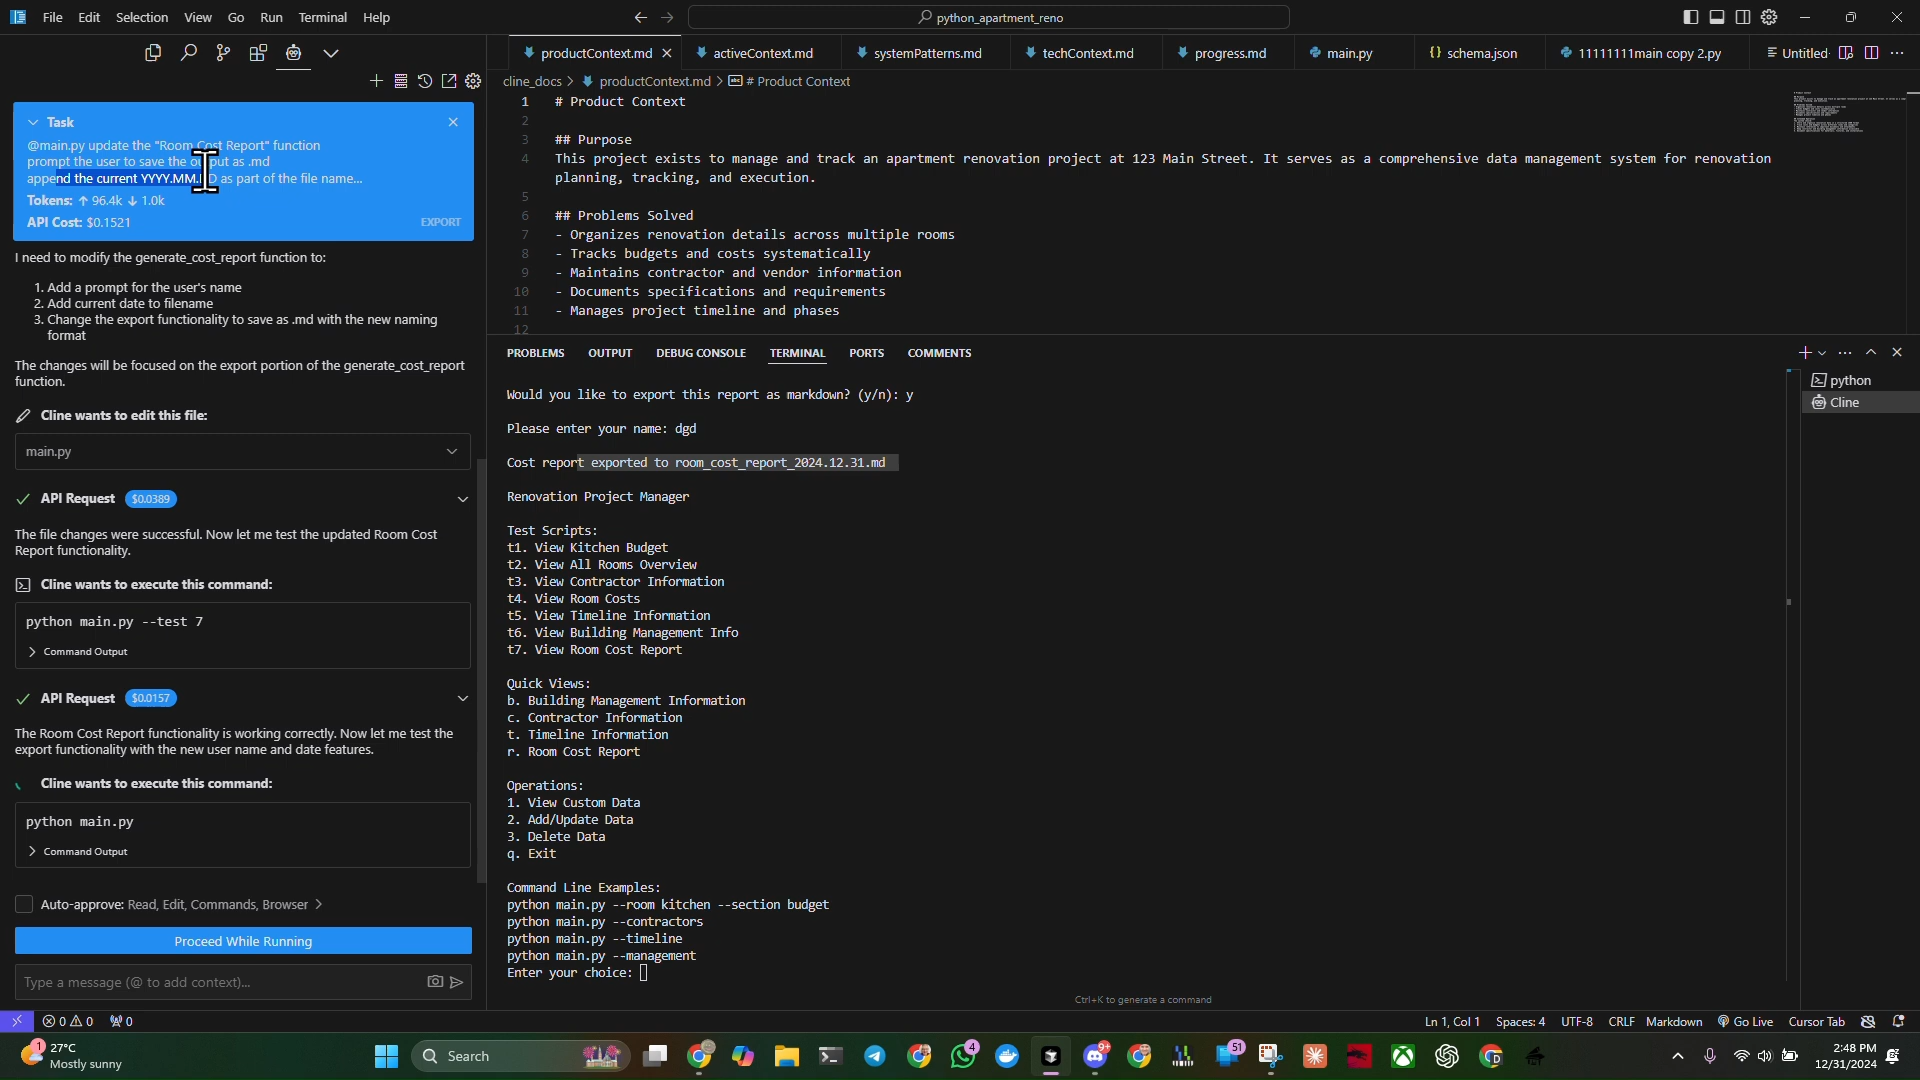 File Edit Selection View Go Run Terminal Help
python_apartment_reno
productContext.md activeContext.md systemPatterns.md techContext.md progress.md main.py schema.json 11111111main copy 2.py Untitled
cline_docs > productContext.md > # Product Context
Task
@main.py update the "Room Cost Report" function
prompt the user to save the output as .md
append the current YYYY.MM.DD as part of the file name...
Tokens: ↑ 96.4k ↓ 1.0k
API Cost: $0.1521
EXPORT
I need to modify the generate_cost_report function to:
1. Add a prompt for the user's name
2. Add current date to filename
3. Change the export functionality to save as .md with the new naming
format
The changes will be focused on the export portion of the generate_cost_report
function.
Cline wants to edit this file:
main.py
API Request $0.0389
The file changes were successful. Now let me test the updated Room Cost
Report functionality.
Cline wants to execute this command:
python main.py --test 7
Command Output
API Request $0.0157
The Room Cost Report functionality is working correctly. Now let me test the
export functionality with the new user name and date features.
Cline wants to execute this command:
python main.py
Command Output
Auto-approve: Read, Edit, Commands, Browser >
Proceed While Running
Type a message (@ to add context)...
1 # Product Context
2
3 ## Purpose
4 This project exists to manage and track an apartment renovation project at 123 Main Street. It serves as a comprehensive data management system for renovation
planning, tracking, and execution.
5
6 ## Problems Solved
7 - Organizes renovation details across multiple rooms
8 - Tracks budgets and costs systematically
9 - Maintains contractor and vendor information
10 - Documents specifications and requirements
11 - Manages project timeline and phases
12
PROBLEMS OUTPUT DEBUG CONSOLE TERMINAL PORTS COMMENTS
python
Cline
Would you like to export this report as markdown? (y/n): y
Please enter your name: dgd
Cost report exported to room_cost_report_2024.12.31.md
Renovation Project Manager
Test Scripts:
t1. View Kitchen Budget
t2. View All Rooms Overview
t3. View Contractor Information
t4. View Room Costs
t5. View Timeline Information
t6. View Building Management Info
t7. View Room Cost Report
Quick Views:
b. Building Management Information
c. Contractor Information
t. Timeline Information
r. Room Cost Report
Operations:
1. View Custom Data
2. Add/Update Data
3. Delete Data
q. Exit
Command Line Examples:
python main.py --room kitchen --section budget
python main.py --contractors
python main.py --timeline
python main.py --management
Enter your choice:
Ctrl+K to generate a command
0 0 0
Ln 1, Col 1 Spaces: 4 UTF-8 CRLF Markdown Go Live Cursor Tab
1 27°C
Mostly sunny
Search
4
9+
51
2:48 PM
12/31/2024